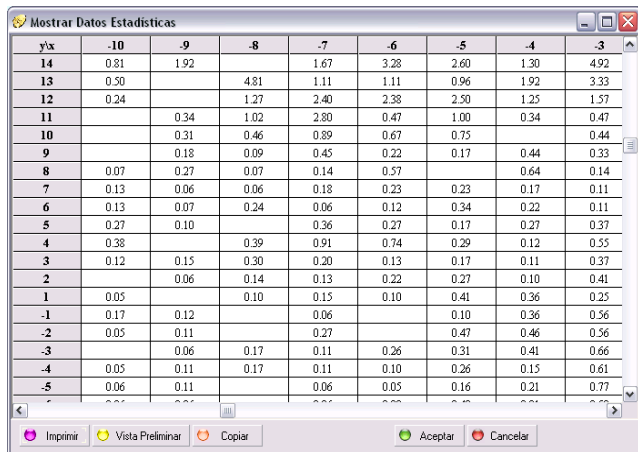 Mostrar Datos Estadísticas
y\x -10 -9 -8 -7 -6 -5 -4 -3
14 0.81 1.92 1.67 3.28 2.60 1.30 4.92
13 0.50 4.81 1.11 1.11 0.96 1.92 3.33
12 0.24 1.27 2.40 2.38 2.50 1.25 1.57
11 0.34 1.02 2.80 0.47 1.00 0.34 0.47
10 0.31 0.46 0.89 0.67 0.75 0.44
9 0.18 0.09 0.45 0.22 0.17 0.44 0.33
8 0.07 0.27 0.07 0.14 0.57 0.64 0.14
7 0.13 0.06 0.06 0.18 0.23 0.23 0.17 0.11
6 0.13 0.07 0.24 0.06 0.12 0.34 0.22 0.11
5 0.27 0.10 0.36 0.27 0.17 0.27 0.37
4 0.38 0.39 0.91 0.74 0.29 0.12 0.55
3 0.12 0.15 0.30 0.20 0.13 0.17 0.11 0.37
2 0.06 0.14 0.13 0.22 0.27 0.10 0.41
1 0.05 0.10 0.15 0.10 0.41 0.36 0.25
-1 0.17 0.12 0.06 0.10 0.36 0.56
-2 0.05 0.11 0.27 0.47 0.46 0.56
-3 0.06 0.17 0.11 0.26 0.31 0.41 0.66
-4 0.05 0.11 0.17 0.11 0.10 0.26 0.15 0.61
-5 0.06 0.11 0.06 0.05 0.16 0.21 0.77
Imprimir Vista Preliminar Copiar Aceptar Cancelar